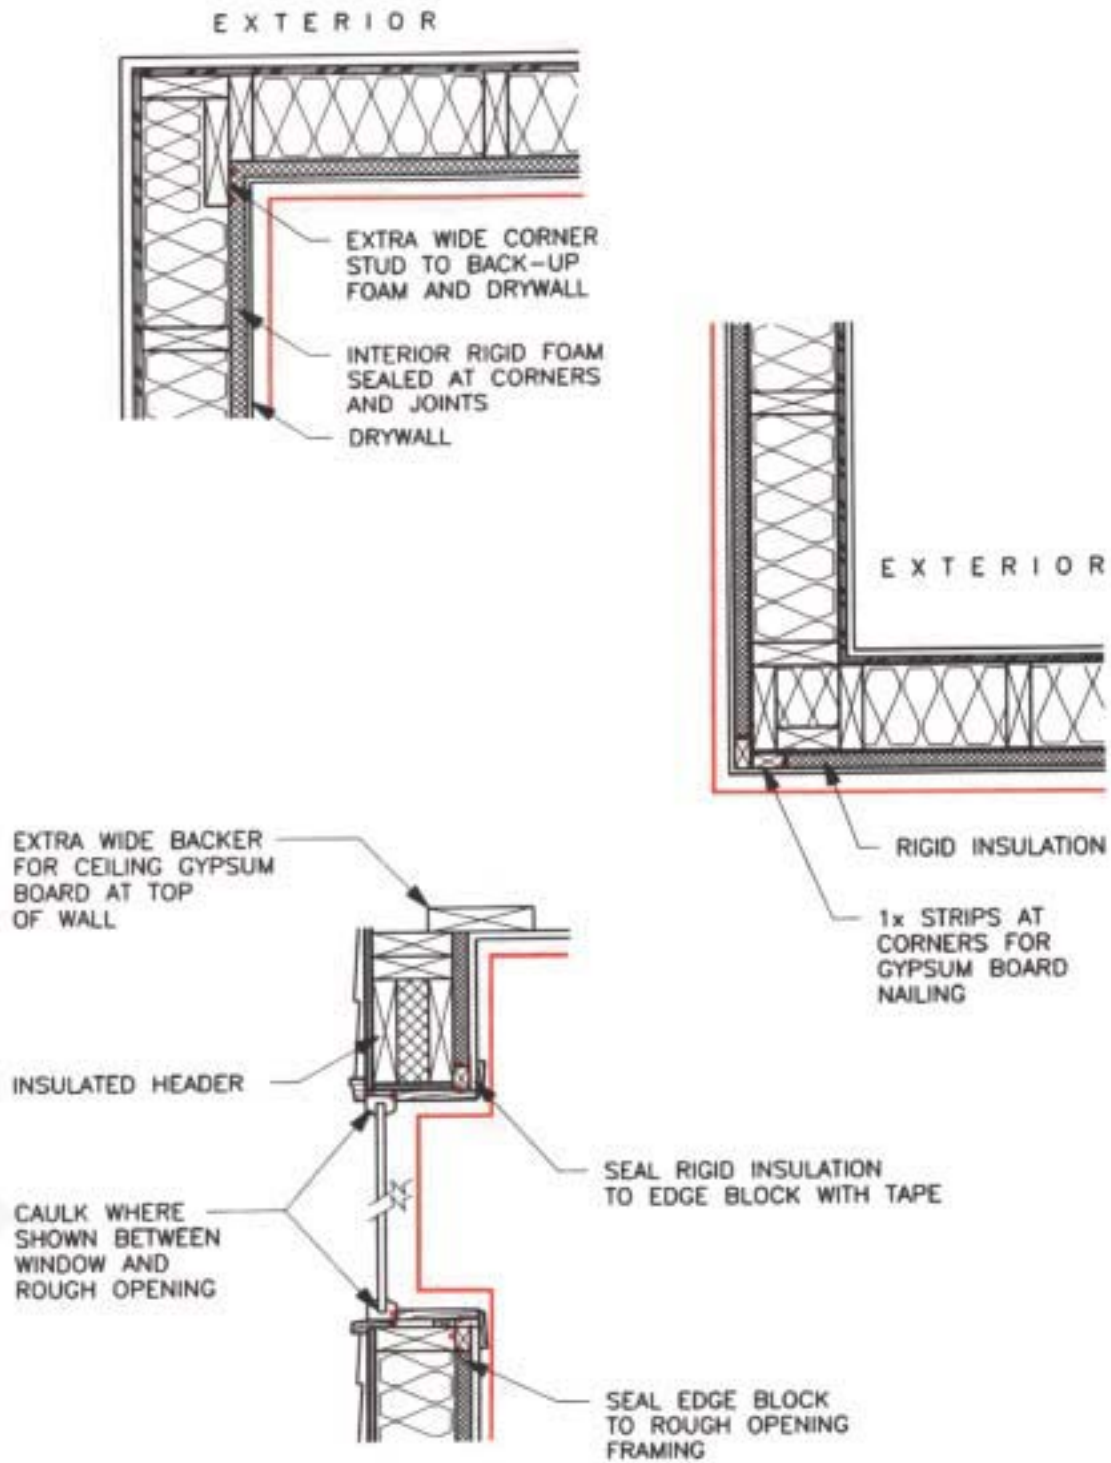 EXTERIOR
EXTRA WIDE CORNER
STUD TO BACK-UP
FOAM AND DRYWALL
INTERIOR RIGID FOAM
SEALED AT CORNERS
AND JOINTS
DRYWALL
EXTERIOR
RIGID INSULATION
1x STRIPS AT
CORNERS FOR
GYPSUM BOARD
NAILING
EXTRA WIDE BACKER
FOR CEILING GYPSUM
BOARD AT TOP
OF WALL
INSULATED HEADER
SEAL RIGID INSULATION
TO EDGE BLOCK WITH TAPE
CAULK WHERE
SHOWN BETWEEN
WINDOW AND
ROUGH OPENING
SEAL EDGE BLOCK
TO ROUGH OPENING
FRAMING